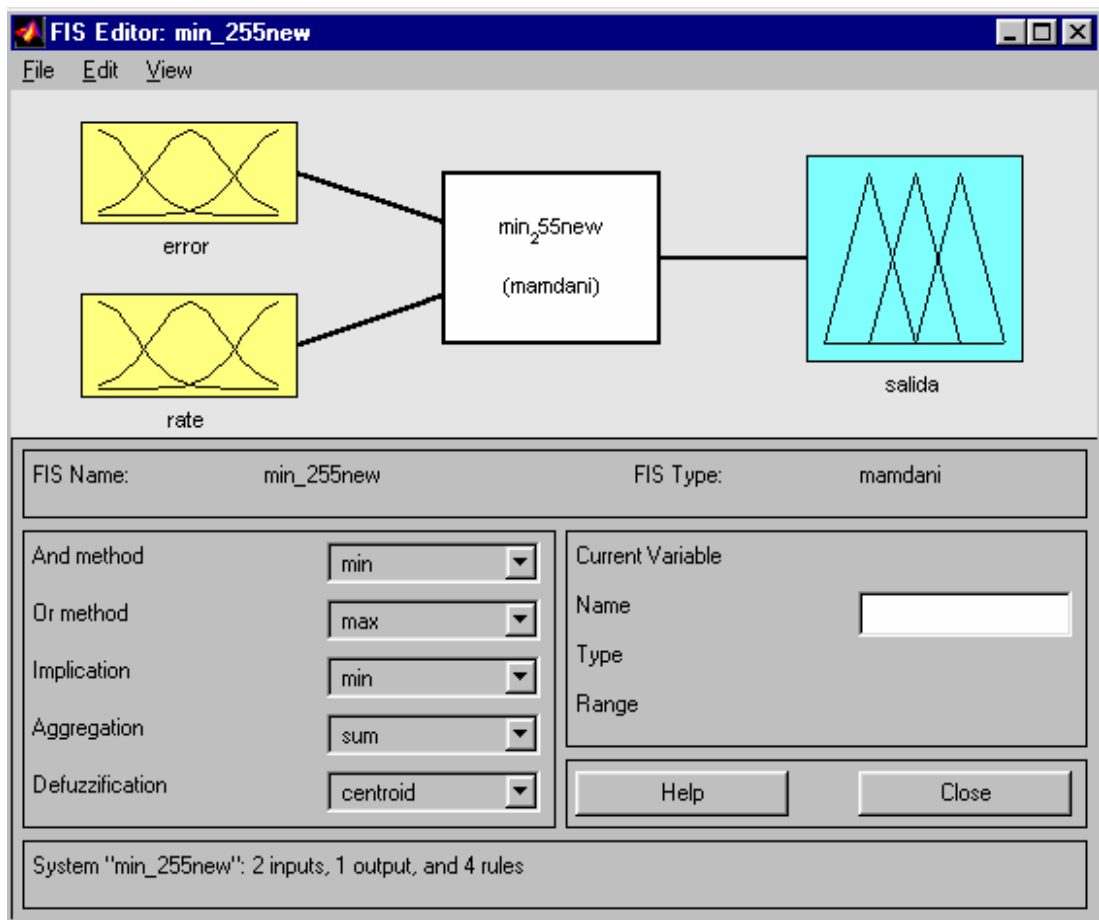 FIS Editor: min_255new
File Edit View
error
rate
min_255new
(mamdani)
salida
FIS Name: min_255new FIS Type: mamdani
And method min
Or method max
Implication min
Aggregation sum
Defuzzification centroid
Current Variable
Name
Type
Range
Help Close
System "min_255new": 2 inputs, 1 output, and 4 rules